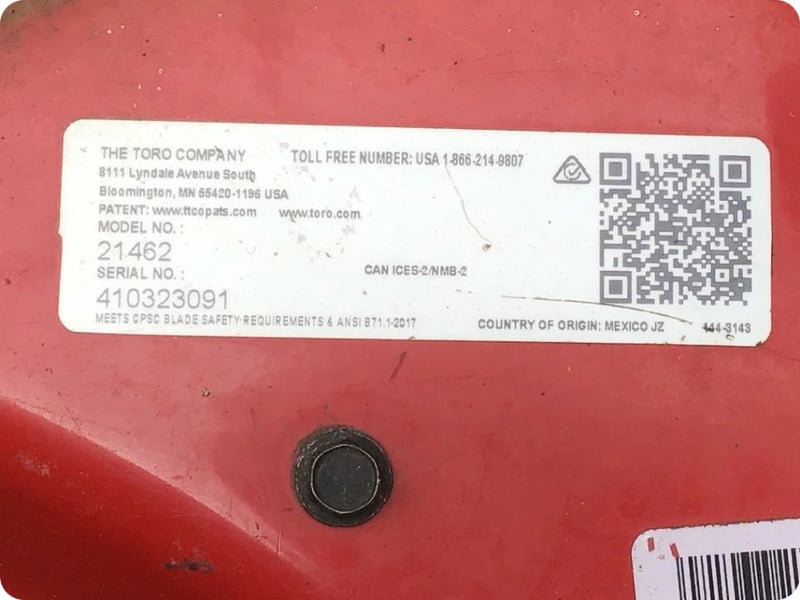 THE TORO COMPANY TOLL FREE NUMBER: USA 1-866-214-9807
8111 Lyndale Avenue South
Bloomington, MN 55420-1196 USA
PATENT: www.ttcopats.com www.toro.com
MODEL NO.:
21462
SERIAL NO.: CAN ICES-2/NMB-2
410323091
MEETS CPSC BLADE SAFETY REQUIREMENTS & ANSI B71.1-2017 COUNTRY OF ORIGIN: MEXICO JZ 144-3143